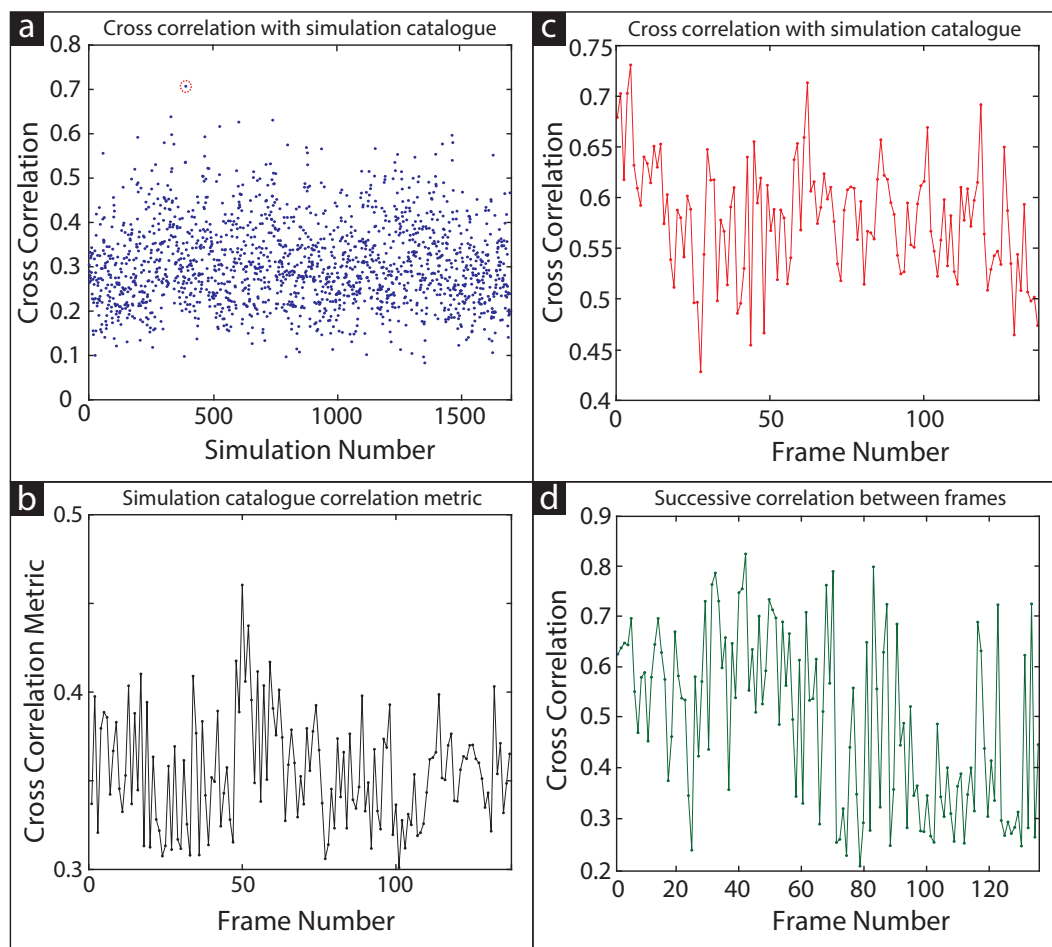 a
Cross correlation with simulation catalogue
0.8
0.7
0.6
0.5
0.4
0.3
0.2
0.1
0
Cross Correlation
0 500 1000 1500
Simulation Number
c
Cross correlation with simulation catalogue
0.75
0.7
0.65
0.6
0.55
0.5
0.45
0.4
Cross Correlation
0 50 100
Frame Number
b
Simulation catalogue correlation metric
0.5
0.4
0.3
Cross Correlation Metric
0 50 100
Frame Number
d
Successive correlation between frames
0.9
0.8
0.7
0.6
0.5
0.4
0.3
0.2
Cross Correlation
0 20 40 60 80 100 120
Frame Number